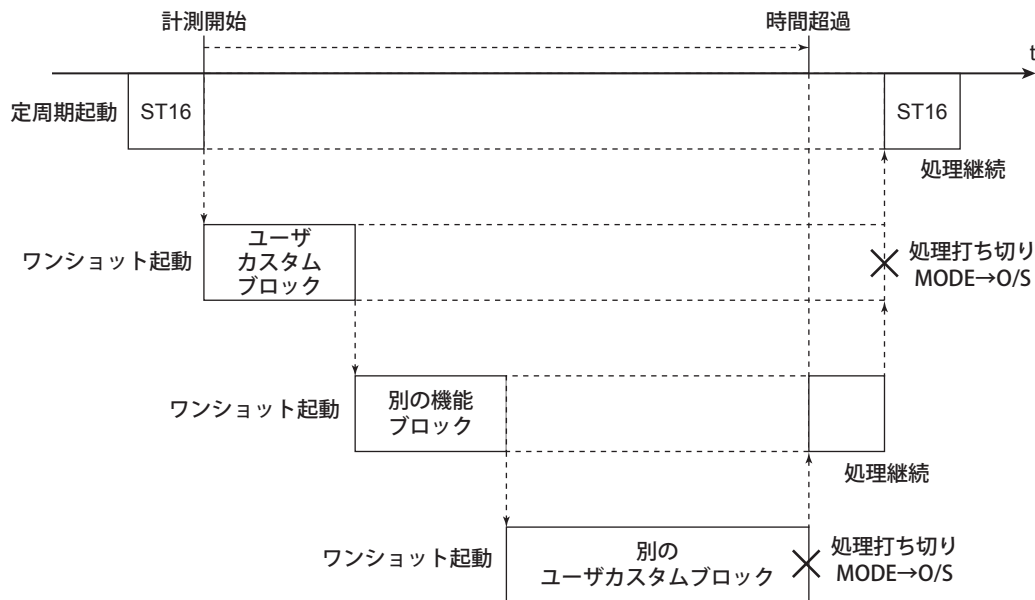 計測開始
時間超過
t
定周期起動
ST16
ST16
処理継続
ワンショット起動
ユーザ
カスタム
ブロック
処理打ち切り
MODE→O/S
ワンショット起動
別の機能
ブロック
処理継続
ワンショット起動
別の
ユーザカスタムブロック
処理打ち切り
MODE→O/S